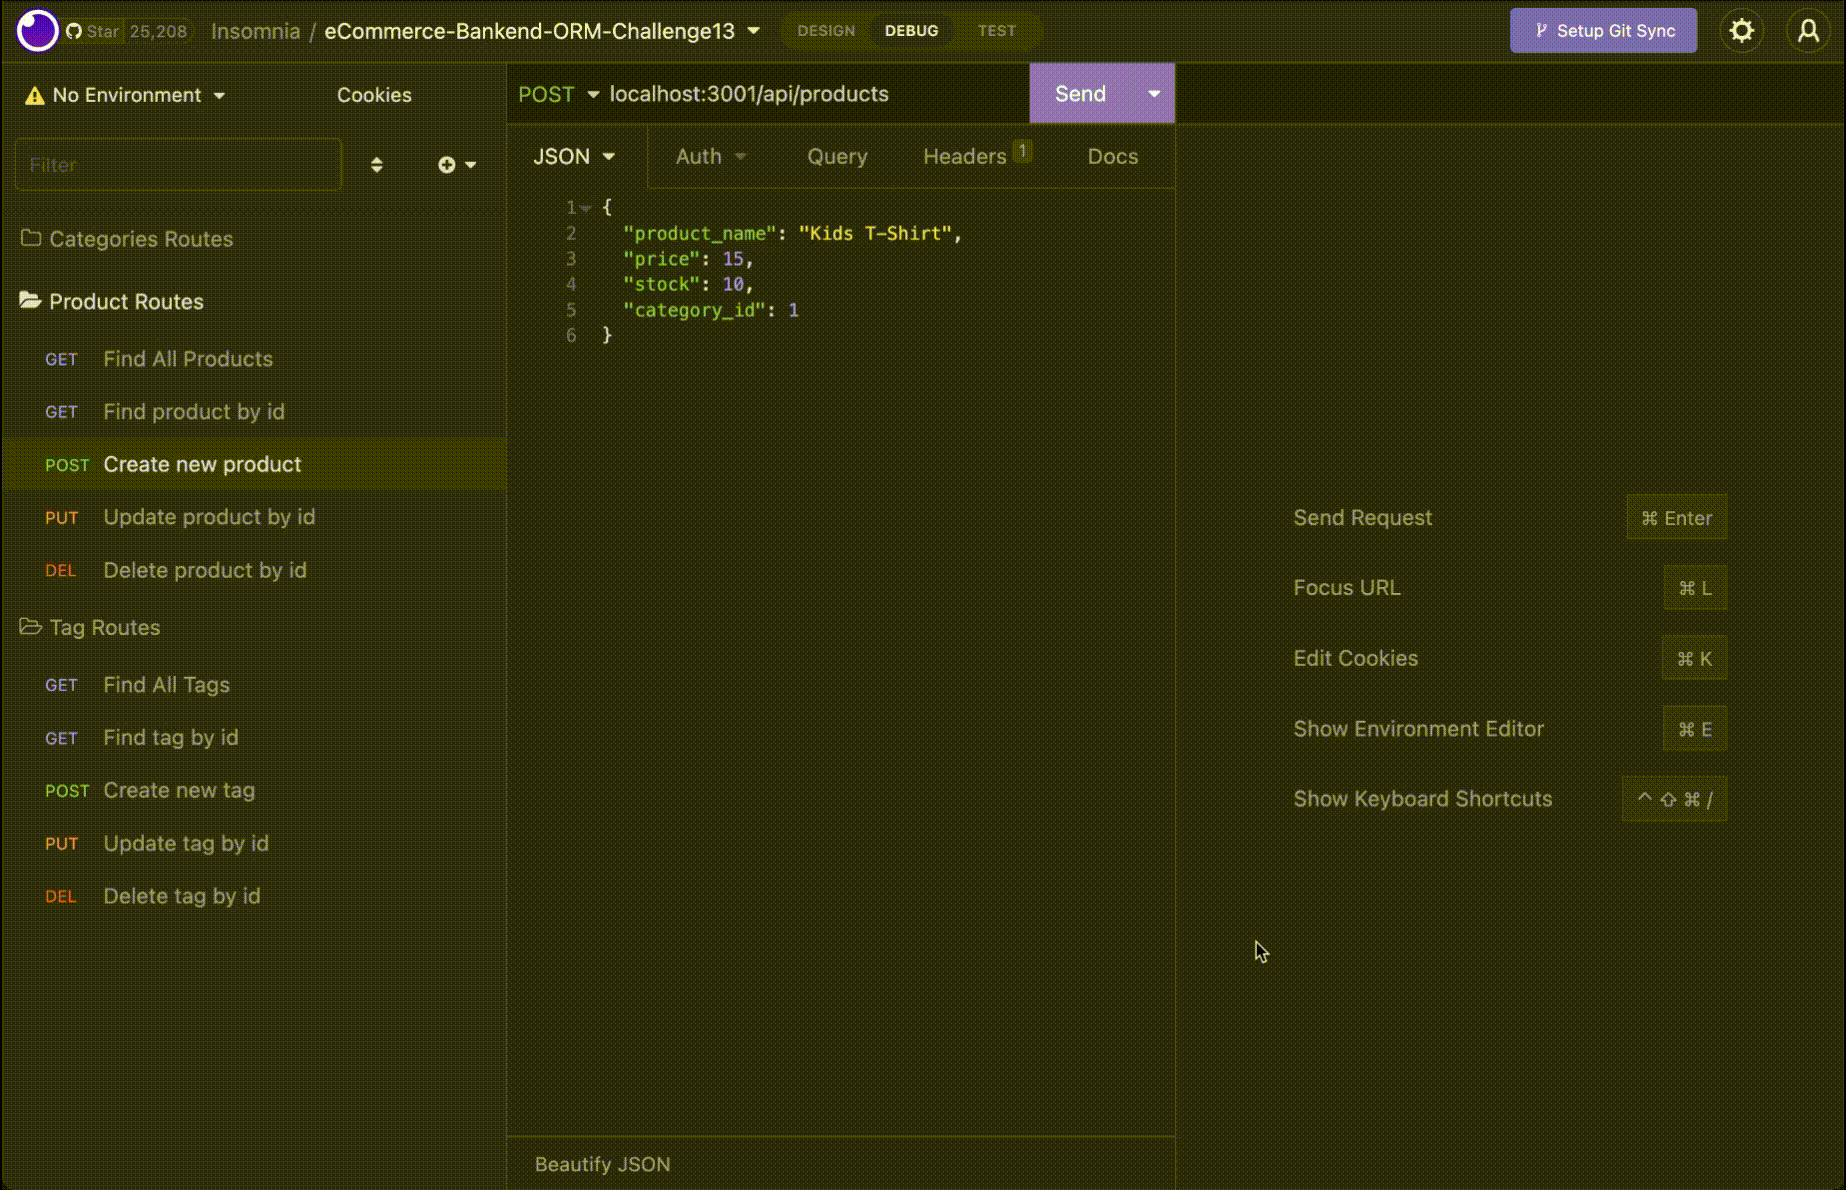 Star 25,208 Insomnia / eCommerce-Bankend-ORM-Challenge13 DESIGN DEBUG TEST Setup Git Sync
No Environment Cookies
Filter
Categories Routes
Product Routes
GET Find All Products
GET Find product by id
POST Create new product
PUT Update product by id
DEL Delete product by id
Tag Routes
GET Find All Tags
GET Find tag by id
POST Create new tag
PUT Update tag by id
DEL Delete tag by id
POST localhost:3001/api/products Send
JSON Auth Query Headers 1 Docs
1 {
2 "product_name": "Kids T-Shirt",
3 "price": 15,
4 "stock": 10,
5 "category_id": 1
6 }
Beautify JSON
Send Request ⌘ Enter
Focus URL ⌘ L
Edit Cookies ⌘ K
Show Environment Editor ⌘ E
Show Keyboard Shortcuts ^ ⇧ ⌘ /